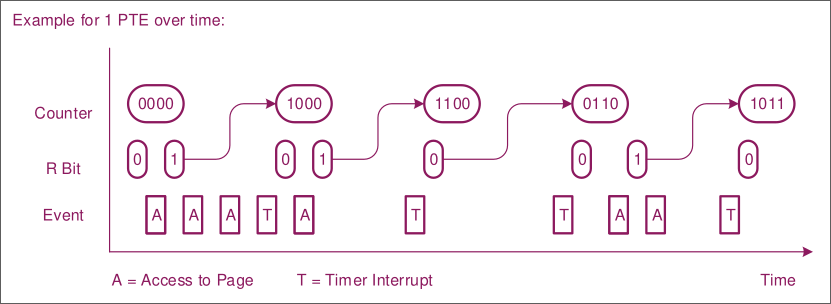 Example for 1 PTE over time:
Counter 0000 1000 1100 0110 1011
R Bit 0 1 0 1 0 0 1 0
Event A A A T A T T A A T
A = Access to Page T = Timer Interrupt Time